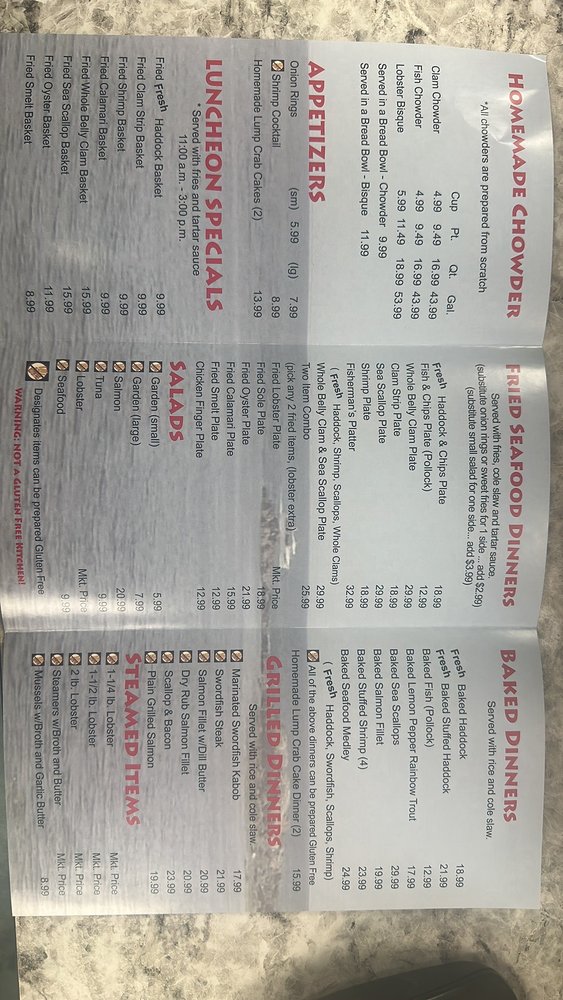 HOMEMADE CHOWDER
*All chowders are prepared from scratch
Cup Pt. Qt. Gal.
Clam Chowder 4.99 9.49 16.99 43.99
Fish Chowder 4.99 9.49 16.99 43.99
Lobster Bisque 5.99 11.49 18.99 53.99
Served in a Bread Bowl - Chowder 9.99
Served in a Bread Bowl - Bisque 11.99
APPETIZERS
Onion Rings (sm) 5.99 (lg) 7.99
Shrimp Cocktail 8.99
Homemade Lump Crab Cakes (2) 13.99
LUNCHEON SPECIALS
*Served with fries and tartar sauce
11:00 a.m. - 3:00 p.m.
Fried Fresh Haddock Basket 9.99
Fried Clam Strip Basket 9.99
Fried Shrimp Basket 9.99
Fried Calamari Basket 9.99
Fried Whole Belly Clam Basket 15.99
Fried Sea Scallop Basket 15.99
Fried Oyster Basket 11.99
Fried Smelt Basket 8.99
FRIED SEAFOOD DINNERS
Served with fries, cole slaw and tartar sauce.
(substitute onion rings or sweet fries for 1 side ... add $2.99)
(substitute small salad for one side... add $3.99)
Fresh Haddock & Chips Plate 18.99
Fish & Chips Plate (Pollock) 12.99
Whole Belly Clam Plate 29.99
Clam Strip Plate 18.99
Sea Scallop Plate 29.99
Shrimp Plate 18.99
Fisherman's Platter 32.99
(Fresh Haddock, Shrimp, Scallops, Whole Clams)
Whole Belly Clam & Sea Scallop Plate 29.99
Two Item Combo 25.99
(pick any 2 fried items, (lobster extra)
Fried Lobster Plate Mkt. Price
Fried Sole Plate 18.99
Fried Oyster Plate 21.99
Fried Calamari Plate 15.99
Fried Smelt Plate 12.99
Chicken Finger Plate 12.99
SALADS
Garden (small) 5.99
Garden (large) 7.99
Salmon 20.99
Tuna 9.99
Lobster Mkt. Price
Seafood 9.99
Designates items can be prepared Gluten Free
WARNING: NOT A GLUTEN FREE KITCHEN!
BAKED DINNERS
Served with rice and cole slaw.
Fresh Baked Haddock 18.99
Fresh Baked Stuffed Haddock 21.99
Baked Fish (Pollock) 12.99
Baked Lemon Pepper Rainbow Trout 17.99
Baked Sea Scallops 29.99
Baked Salmon Fillet 19.99
Baked Stuffed Shrimp (4) 23.99
Baked Seafood Medley 24.99
(Fresh Haddock, Swordfish, Scallops, Shrimp)
All of the above dinners can be prepared Gluten Free
Homemade Lump Crab Cake Dinner (2) 15.99
GRILLED DINNERS
Served with rice and cole slaw.
Marinated Swordfish Kabob 17.99
Swordfish Steak 21.99
Salmon Fillet w/Dill Butter 20.99
Dry Rub Salmon Fillet 20.99
Scallop & Bacon 23.99
Plain Grilled Salmon 19.99
STEAMED ITEMS
1-1/4 lb. Lobster Mkt. Price
1-1/2 lb. Lobster Mkt. Price
2 lb. Lobster Mkt. Price
Steamers w/Broth and Butter Mkt. Price
Mussels w/Broth and Garlic Butter 8.99